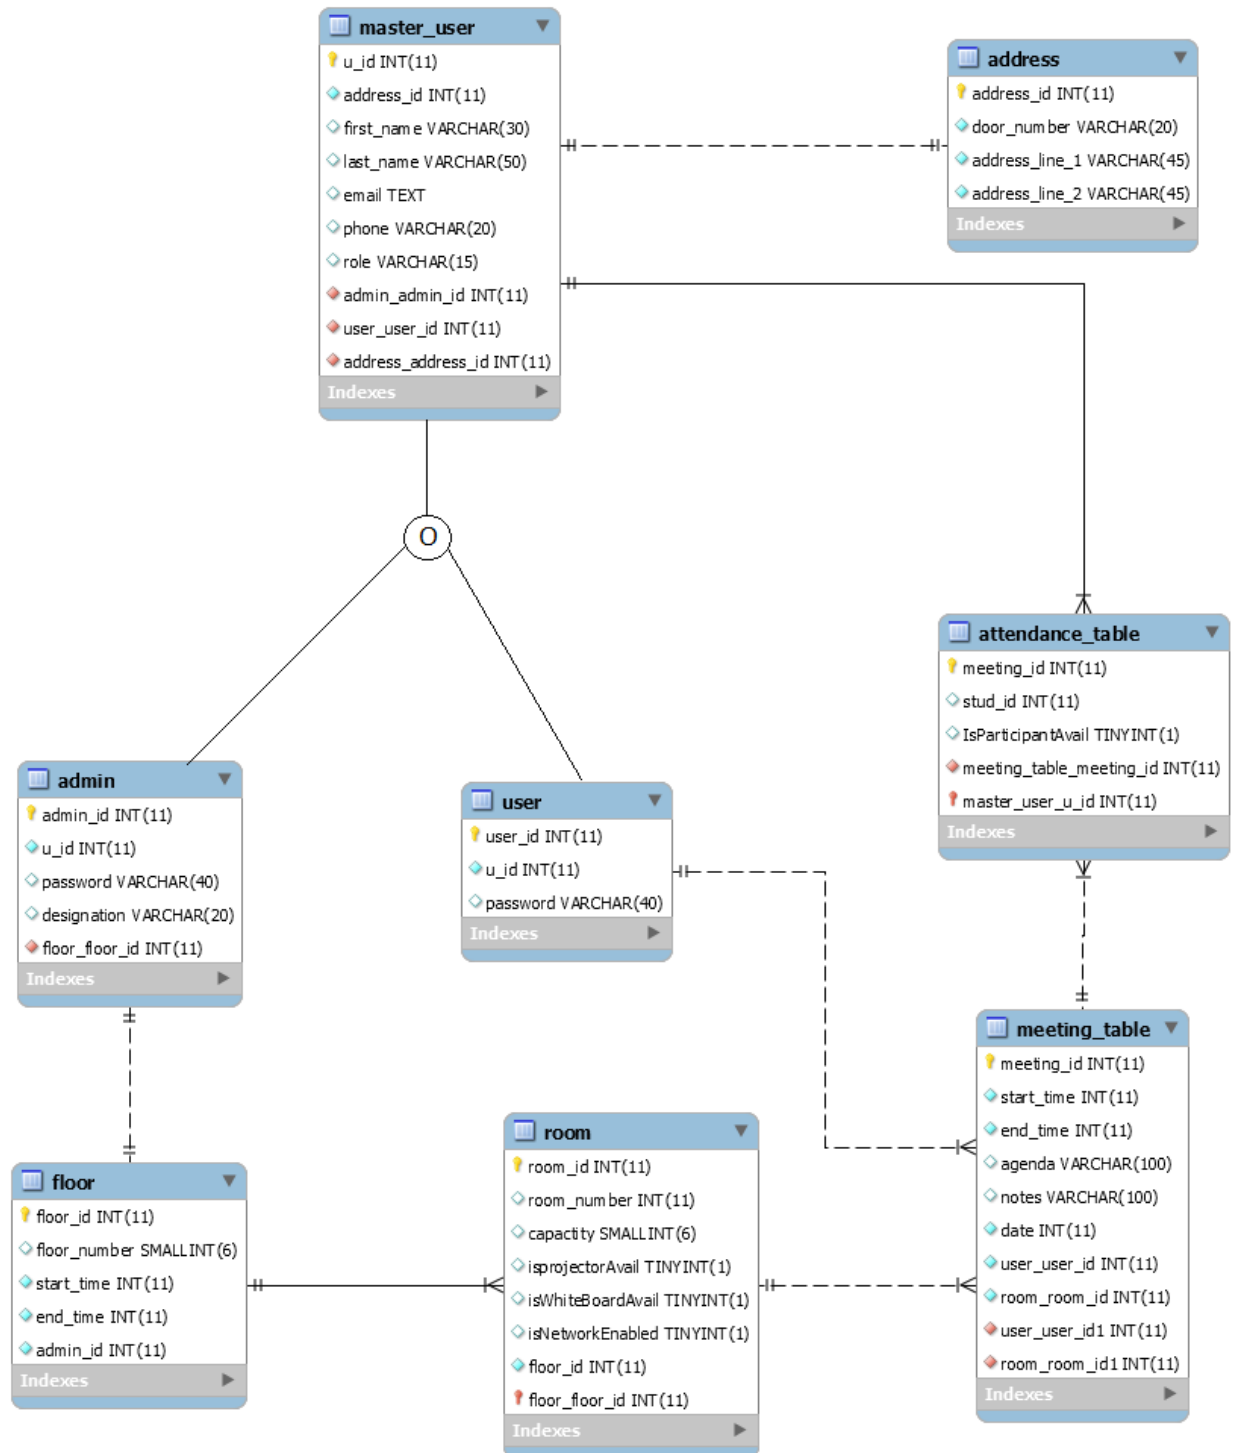 master_user
u_id INT(11)
address_id INT(11)
first_name VARCHAR(30)
last_name VARCHAR(50)
email TEXT
phone VARCHAR(20)
role VARCHAR(15)
admin_admin_id INT(11)
user_user_id INT(11)
address_address_id INT(11)
Indexes
address
address_id INT(11)
door_number VARCHAR(20)
address_line_1 VARCHAR(45)
address_line_2 VARCHAR(45)
Indexes
O
attendance_table
meeting_id INT(11)
stud_id INT(11)
IsParticipantAvail TINYINT(1)
meeting_table_meeting_id INT(11)
master_user_u_id INT(11)
Indexes
admin
admin_id INT(11)
u_id INT(11)
password VARCHAR(40)
designation VARCHAR(20)
floor_floor_id INT(11)
Indexes
user
user_id INT(11)
u_id INT(11)
password VARCHAR(40)
Indexes
meeting_table
meeting_id INT(11)
start_time INT(11)
end_time INT(11)
agenda VARCHAR(100)
notes VARCHAR(100)
date INT(11)
user_user_id INT(11)
room_room_id INT(11)
user_user_id1 INT(11)
room_room_id1 INT(11)
Indexes
room
room_id INT(11)
room_number INT(11)
capactity SMALLINT(6)
isprojectorAvail TINYINT(1)
isWhiteBoardAvail TINYINT(1)
isNetworkEnabled TINYINT(1)
floor_id INT(11)
floor_floor_id INT(11)
Indexes
floor
floor_id INT(11)
floor_number SMALLINT(6)
start_time INT(11)
end_time INT(11)
admin_id INT(11)
Indexes